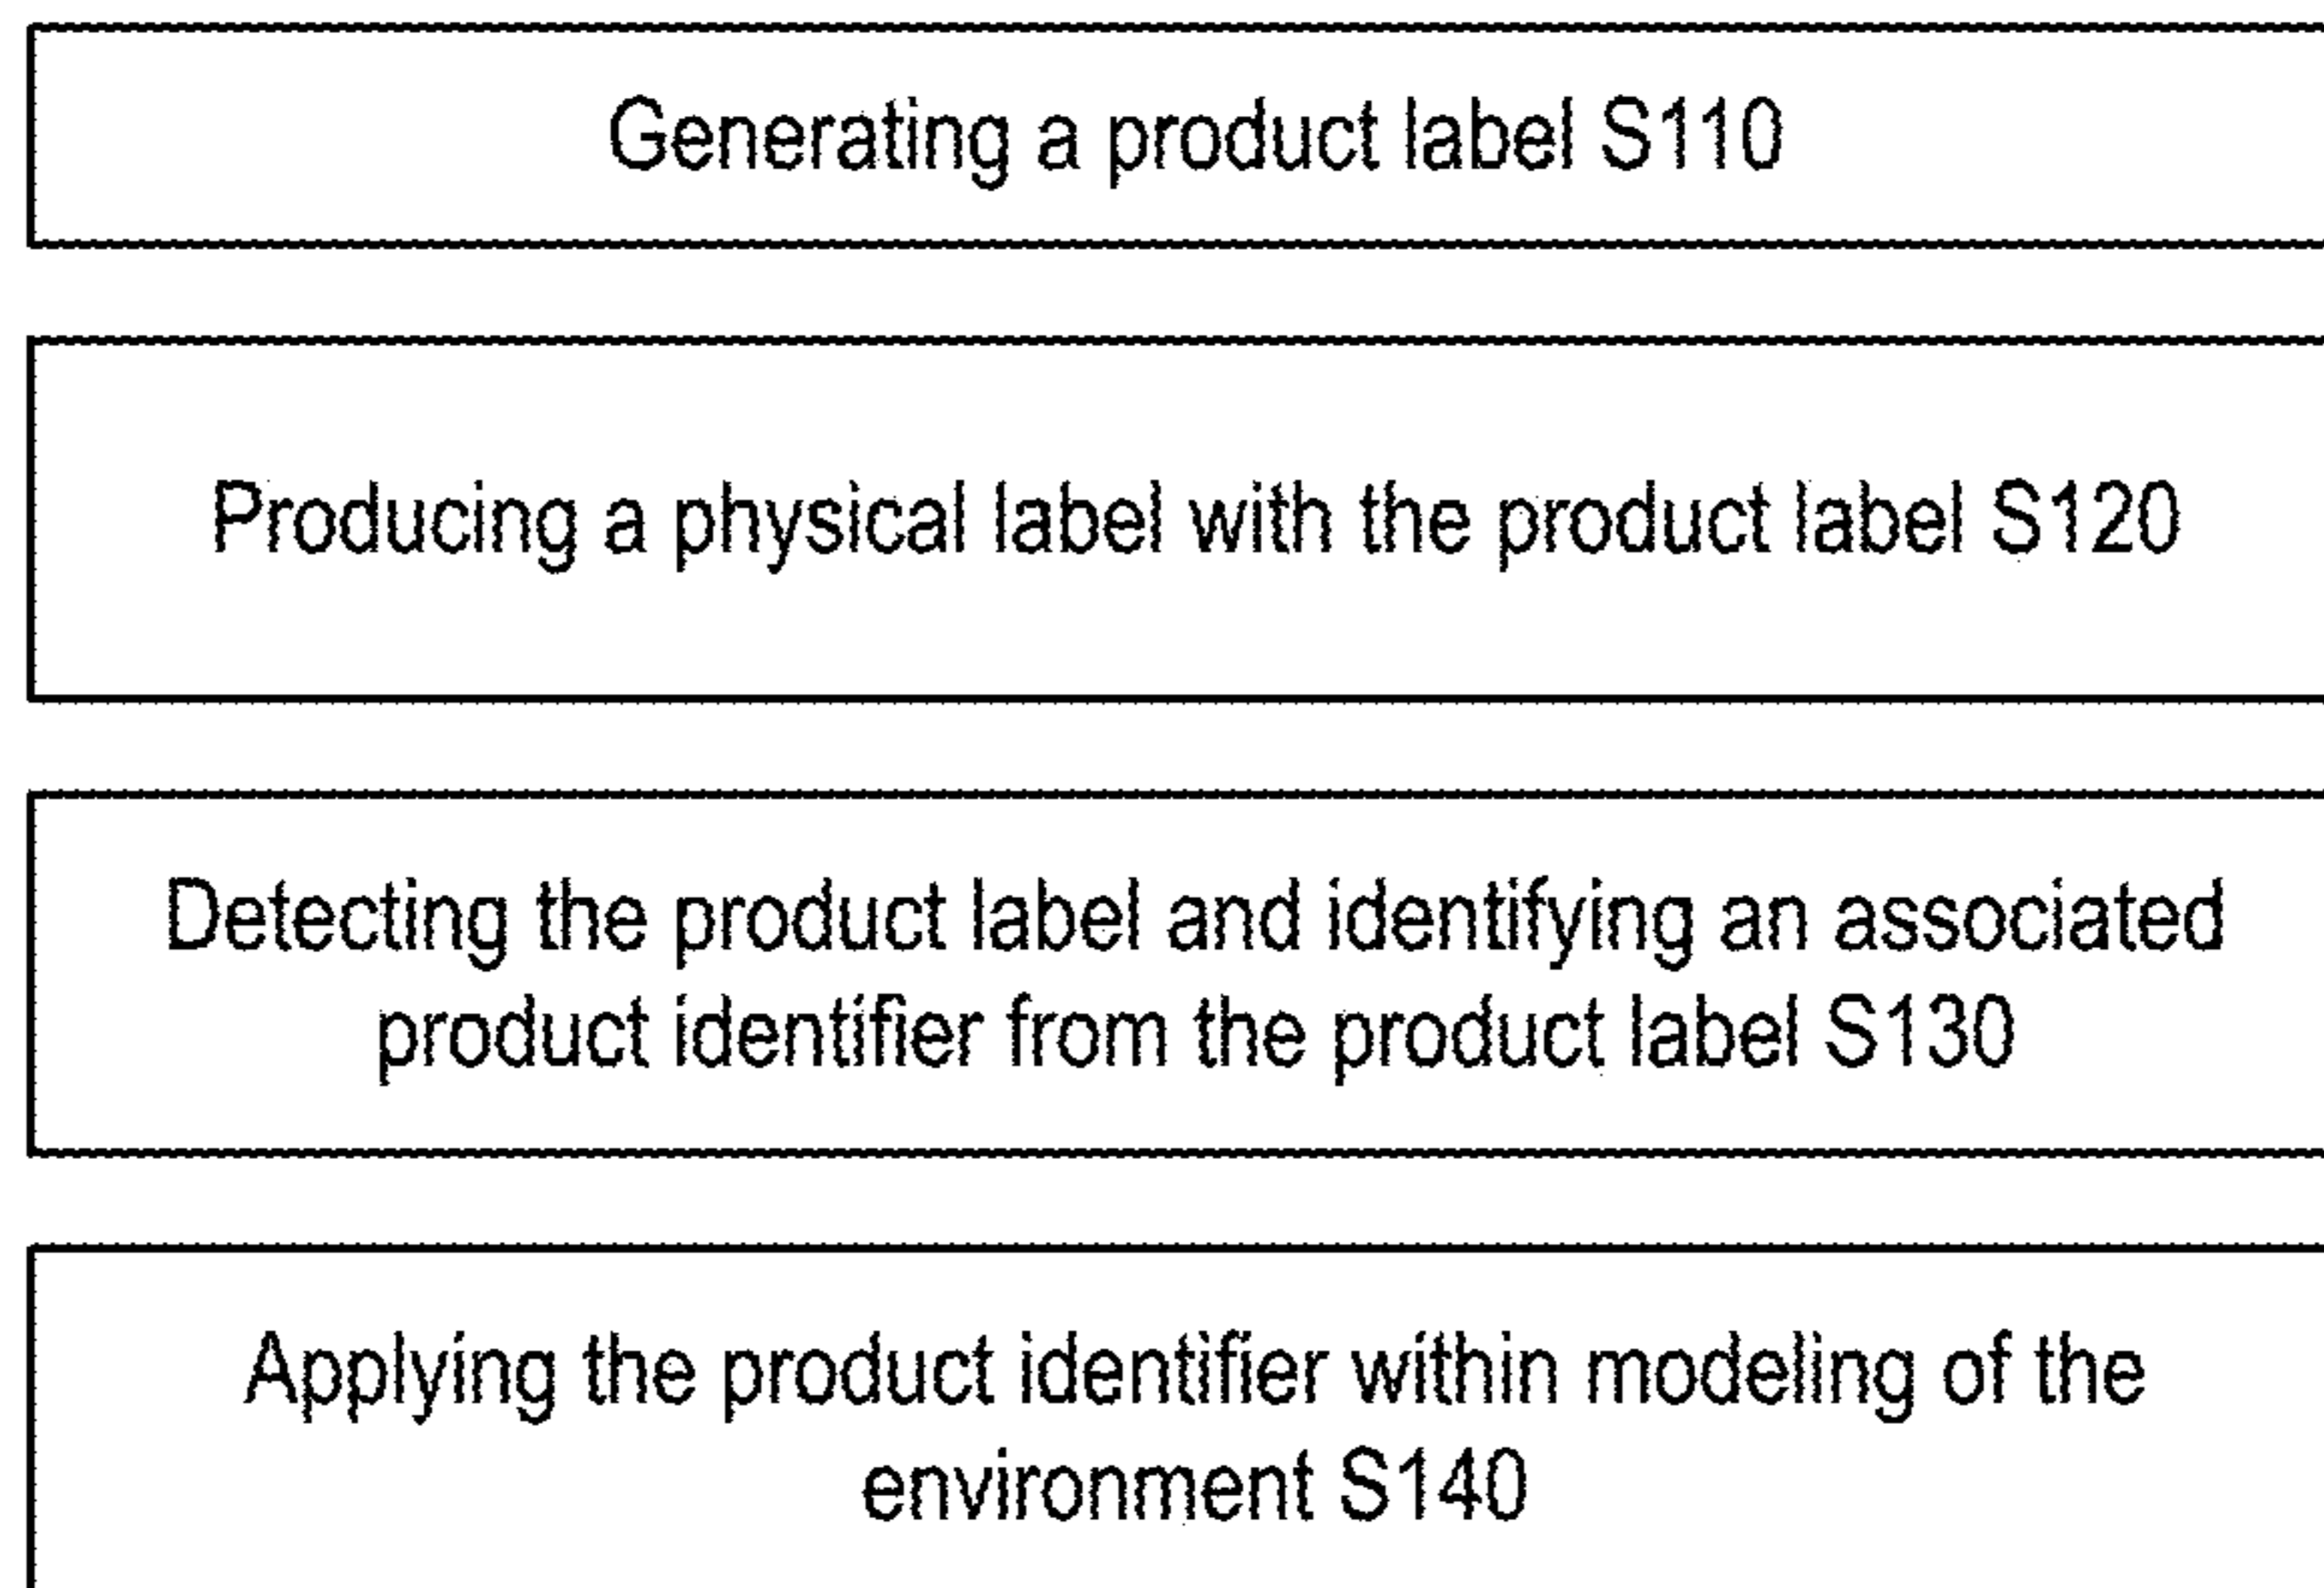 Generating a product label S110
Producing a physical label with the product label S120
Detecting the product label and identifying an associated
product identifier from the product label S130
Applying the product identifier within modeling of the
environment S140